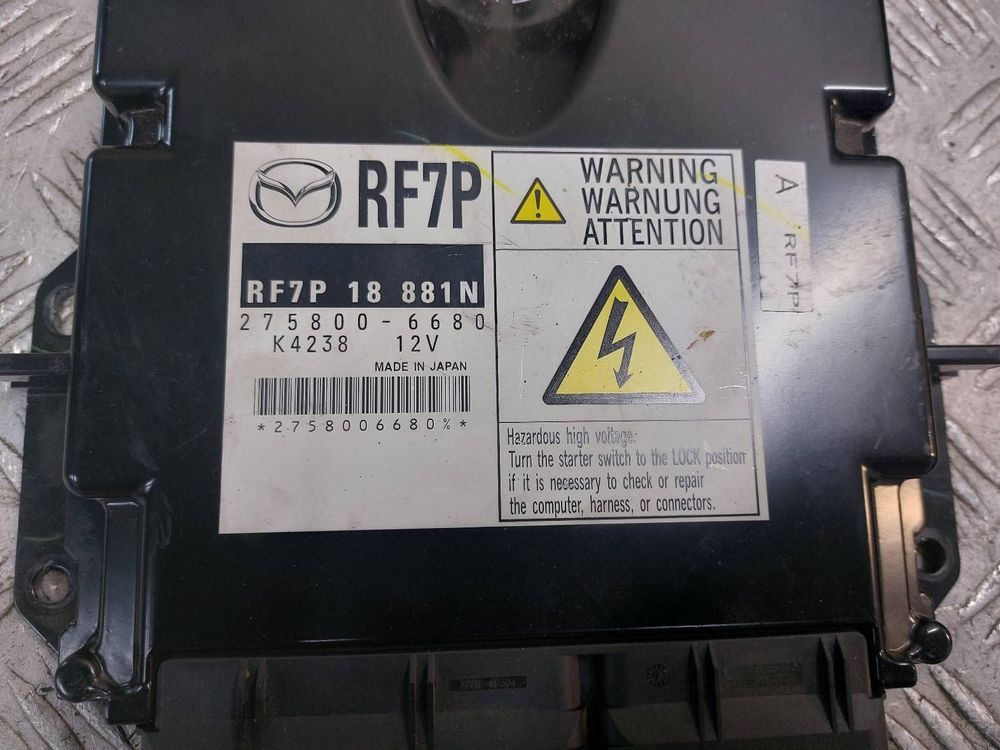 RF7P
RF7P 18 881N
275800-6680
K4238 12V
MADE IN JAPAN
*2758006680%*
WARNING
WARNUNG
ATTENTION
Hazardous high voltage:
Turn the starter switch to the LOCK position
if it is necessary to check or repair
the computer, harness, or connectors.
A RF7P